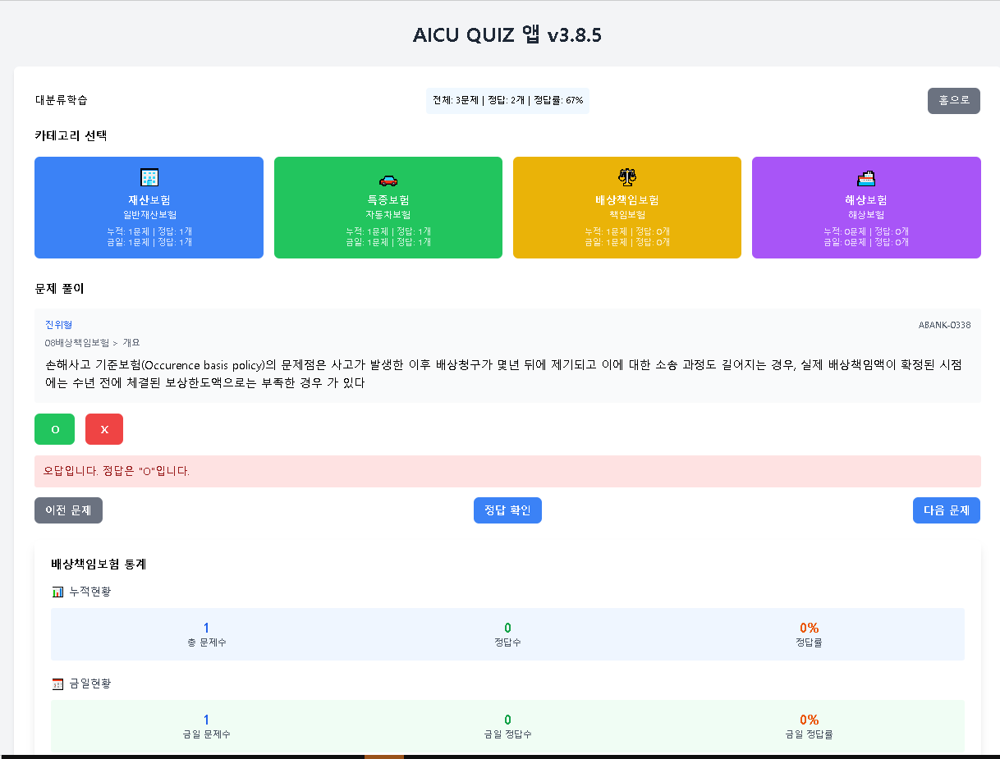 AICU QUIZ 앱 v3.8.5
대분류학습
전체: 3문제 | 정답: 2개 | 정답률: 67%
홈으로
카테고리 선택
재산보험
일반재산보험
누적: 1문제 | 정답: 1개
금일: 1문제 | 정답: 1개
특종보험
자동차보험
누적: 1문제 | 정답: 1개
금일: 1문제 | 정답: 1개
배상책임보험
책임보험
누적: 1문제 | 정답: 0개
금일: 1문제 | 정답: 0개
해상보험
해상보험
누적: 0문제 | 정답: 0개
금일: 0문제 | 정답: 0개
문제 풀이
진위형
ABANK-0338
08배상책임보험 > 개요
손해사고 기준보험(Occurence basis policy)의 문제점은 사고가 발생한 이후 배상청구가 몇년 뒤에 제기되고 이에 대한 소송 과정도 길어지는 경우, 실제 배상책임액이 확정된 시점
에는 수년 전에 체결된 보상한도액으로는 부족한 경우 가 있다
O
X
오답입니다. 정답은 "O"입니다.
이전 문제
정답 확인
다음 문제
배상책임보험 통계
누적현황
1
총 문제수
0
정답수
0%
정답률
금일현황
1
금일 문제수
0
금일 정답수
0%
금일 정답률